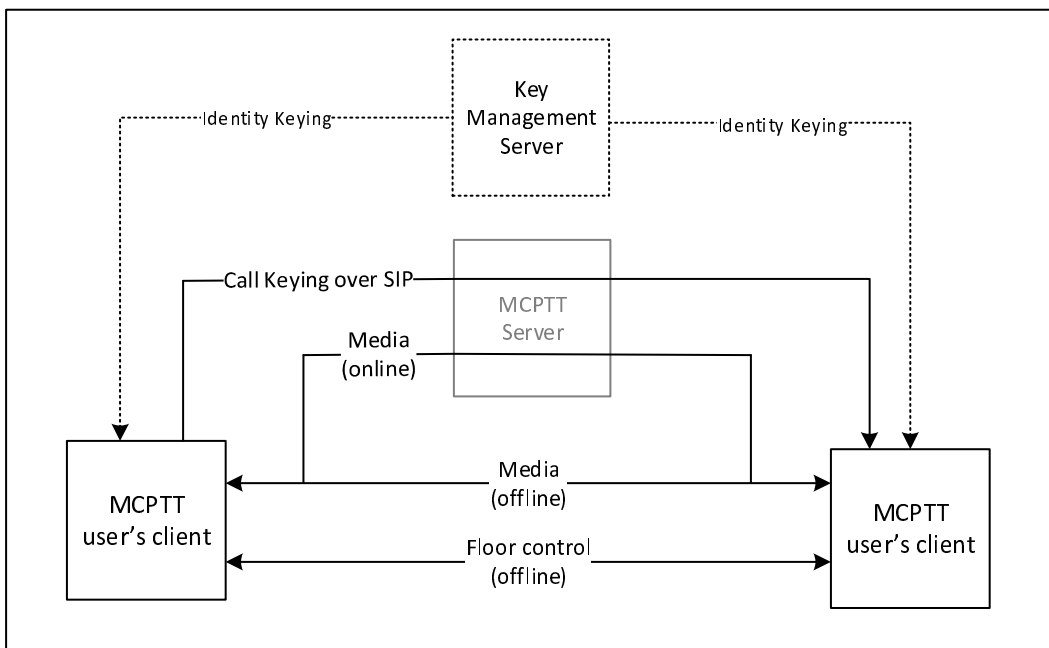 Key
Management
Server
Identity Keying
Identity Keying
Call Keying over SIP
MCPTT
Server
Media
(online)
MCPTT
user's client
Media
(offline)
MCPTT
user's client
Floor control
(offline)